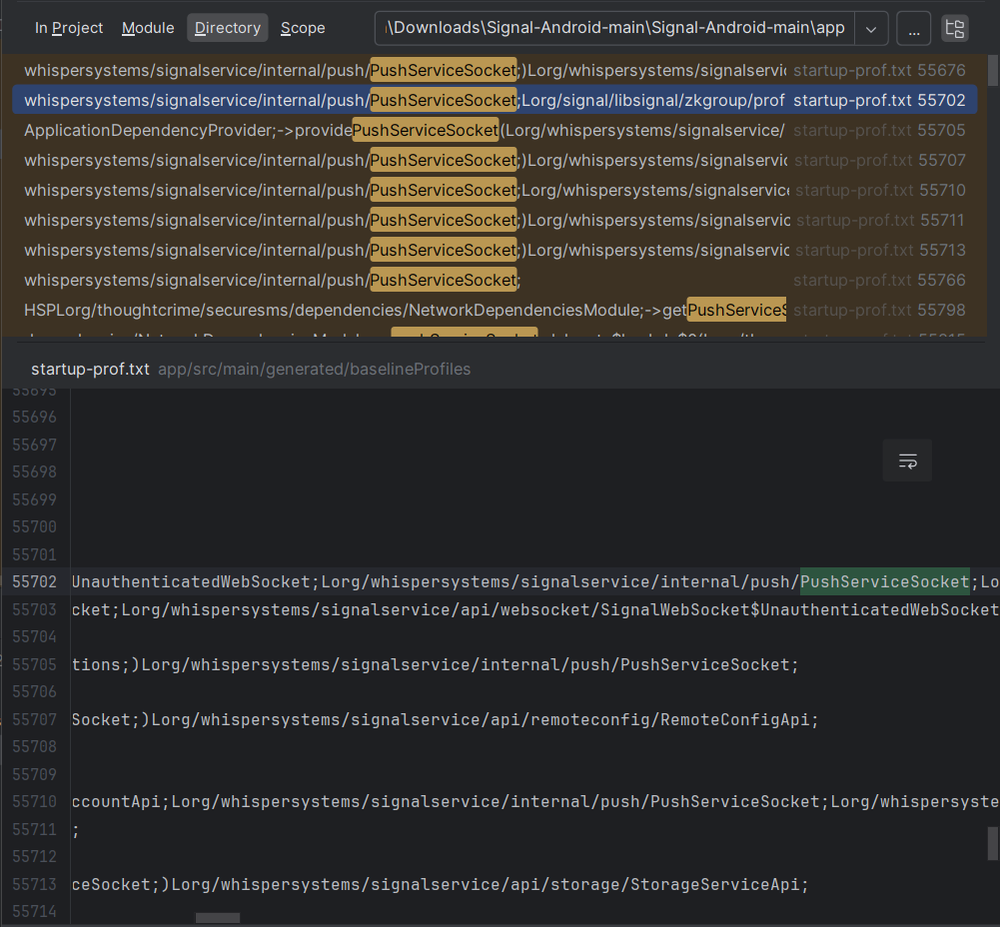 In Project Module Directory Scope \Downloads\Signal-Android-main\Signal-Android-main\app ...
whispersystems/signalservice/internal/push/PushServiceSocket;)Lorg/whispersystems/signalservic startup-prof.txt 55676
whispersystems/signalservice/internal/push/PushServiceSocket;Lorg/signal/libsignal/zkgroup/prof startup-prof.txt 55702
ApplicationDependencyProvider;->providePushServiceSocket(Lorg/whispersystems/signalservice/ startup-prof.txt 55705
whispersystems/signalservice/internal/push/PushServiceSocket;)Lorg/whispersystems/signalservic startup-prof.txt 55707
whispersystems/signalservice/internal/push/PushServiceSocket;Lorg/whispersystems/signalservice startup-prof.txt 55710
whispersystems/signalservice/internal/push/PushServiceSocket;)Lorg/whispersystems/signalservic startup-prof.txt 55711
whispersystems/signalservice/internal/push/PushServiceSocket;)Lorg/whispersystems/signalservic startup-prof.txt 55713
whispersystems/signalservice/internal/push/PushServiceSocket; startup-prof.txt 55766
HSPLorg/thoughtcrime/securesms/dependencies/NetworkDependenciesModule;->getPushServiceS startup-prof.txt 55798
startup-prof.txt app/src/main/generated/baselineProfiles
55695
55696
55697
55698
55699
55700
55701
55702 UnauthenticatedWebSocket;Lorg/whispersystems/signalservice/internal/push/PushServiceSocket;Lo
55703 cket;Lorg/whispersystems/signalservice/api/websocket/SignalWebSocket$UnauthenticatedWebSocket
55704
55705 tions;)Lorg/whispersystems/signalservice/internal/push/PushServiceSocket;
55706
55707 Socket;)Lorg/whispersystems/signalservice/api/remoteconfig/RemoteConfigApi;
55708
55709
55710 ccountApi;Lorg/whispersystems/signalservice/internal/push/PushServiceSocket;Lorg/whispersyste
55711 ;
55712
55713 ceSocket;)Lorg/whispersystems/signalservice/api/storage/StorageServiceApi;
55714